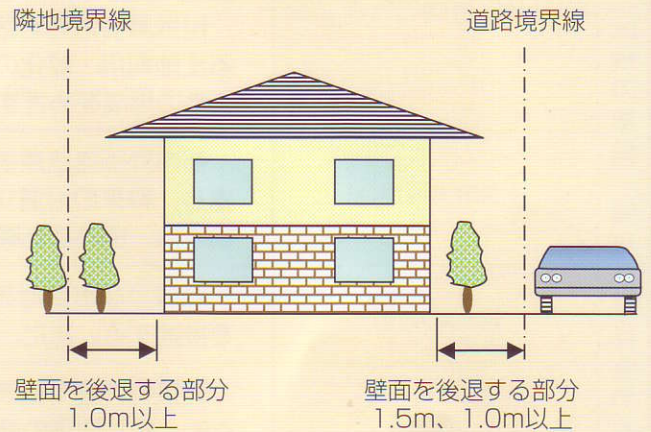 隣地境界線
道路境界線
壁面を後退する部分
1.0m以上
壁面を後退する部分
1.5m、1.0m以上